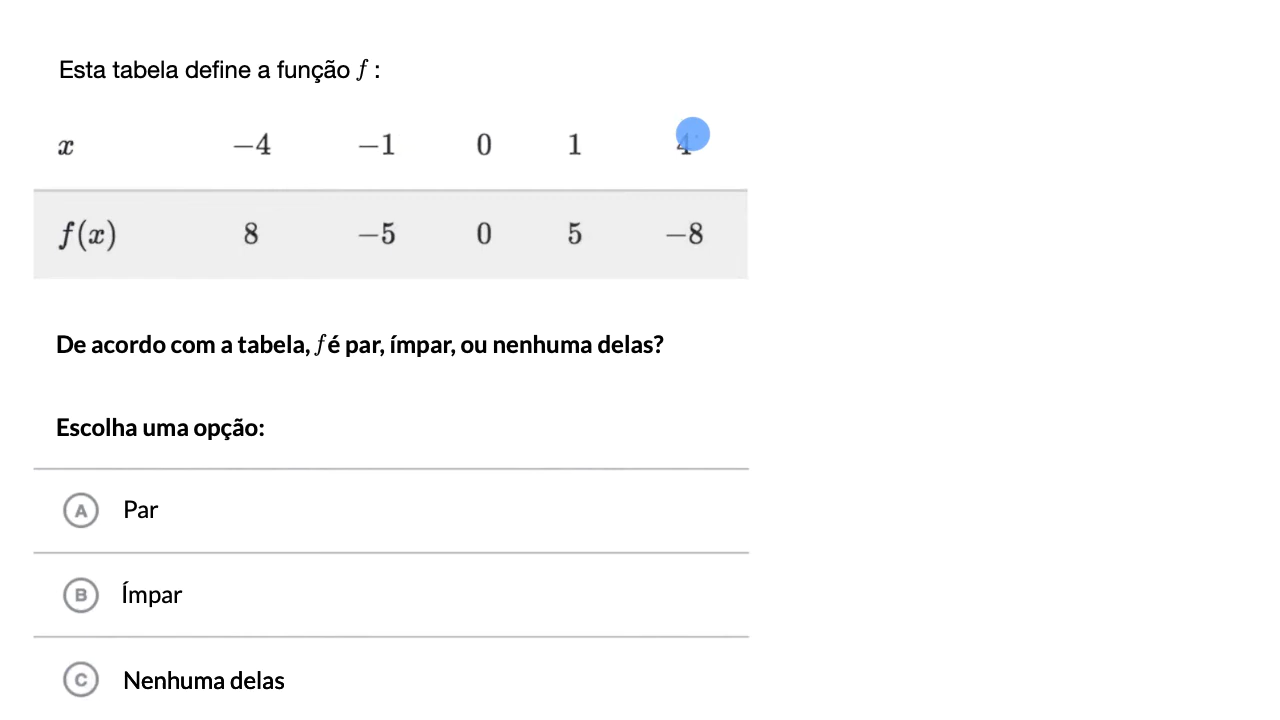 Esta tabela define a função f :
x −4 −1 0 1 4
f(x) 8 −5 0 5 −8
De acordo com a tabela, f é par, ímpar, ou nenhuma delas?
Escolha uma opção:
A Par
B Ímpar
C Nenhuma delas